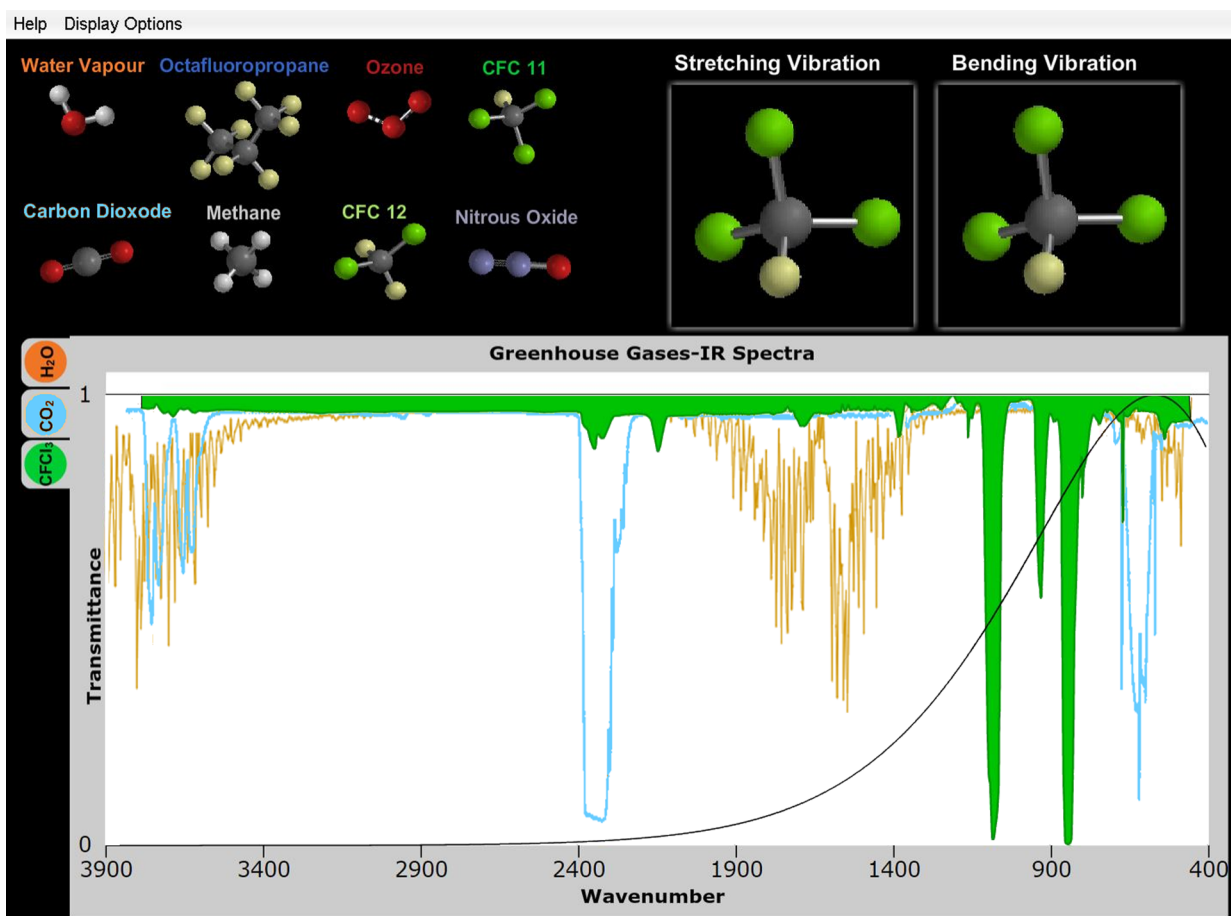 Help Display Options
Water Vapour Octafluoropropane Ozone CFC 11 Stretching Vibration Bending Vibration
Carbon Dioxode Methane CFC 12 Nitrous Oxide
H₂O
CO₂
CFCl₃
Greenhouse Gases-IR Spectra
1
Transmittance
0
3900 3400 2900 2400 1900 1400 900 400
Wavenumber